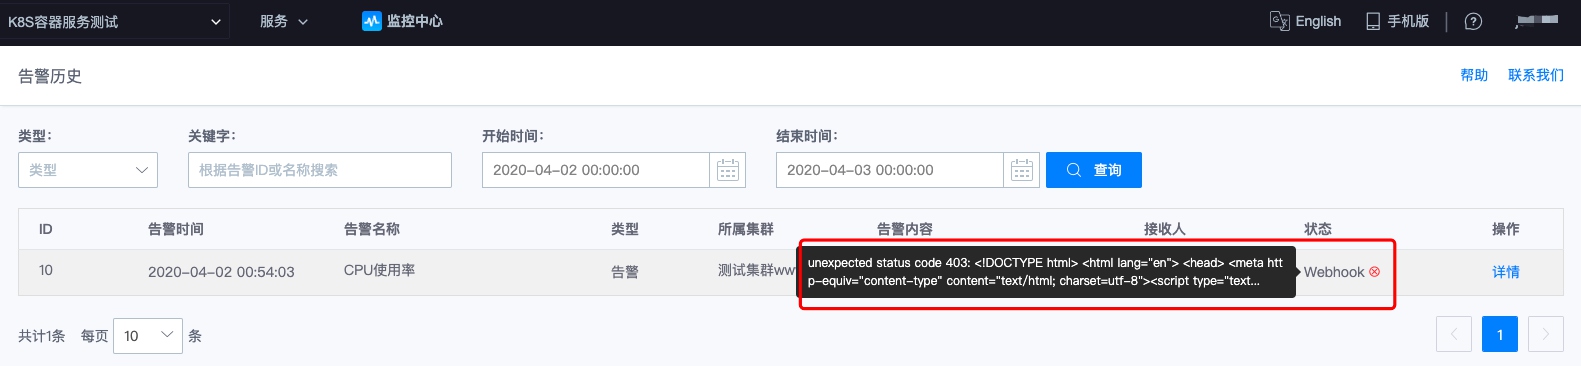 K8S容器服务测试 服务 监控中心 English 手机版
告警历史 帮助 联系我们
类型： 关键字： 开始时间： 结束时间：
类型 根据告警ID或名称搜索 2020-04-02 00:00:00 2020-04-03 00:00:00 查询
ID 告警时间 告警名称 类型 所属集群 告警内容 接收人 状态 操作
10 2020-04-02 00:54:03 CPU使用率 告警 测试集群ww Webhook 详情
unexpected status code 403: <!DOCTYPE html> <html lang="en"> <head> <meta htt
p-equiv="content-type" content="text/html; charset=utf-8"><script type="text...
共计1条 每页 10 条 1